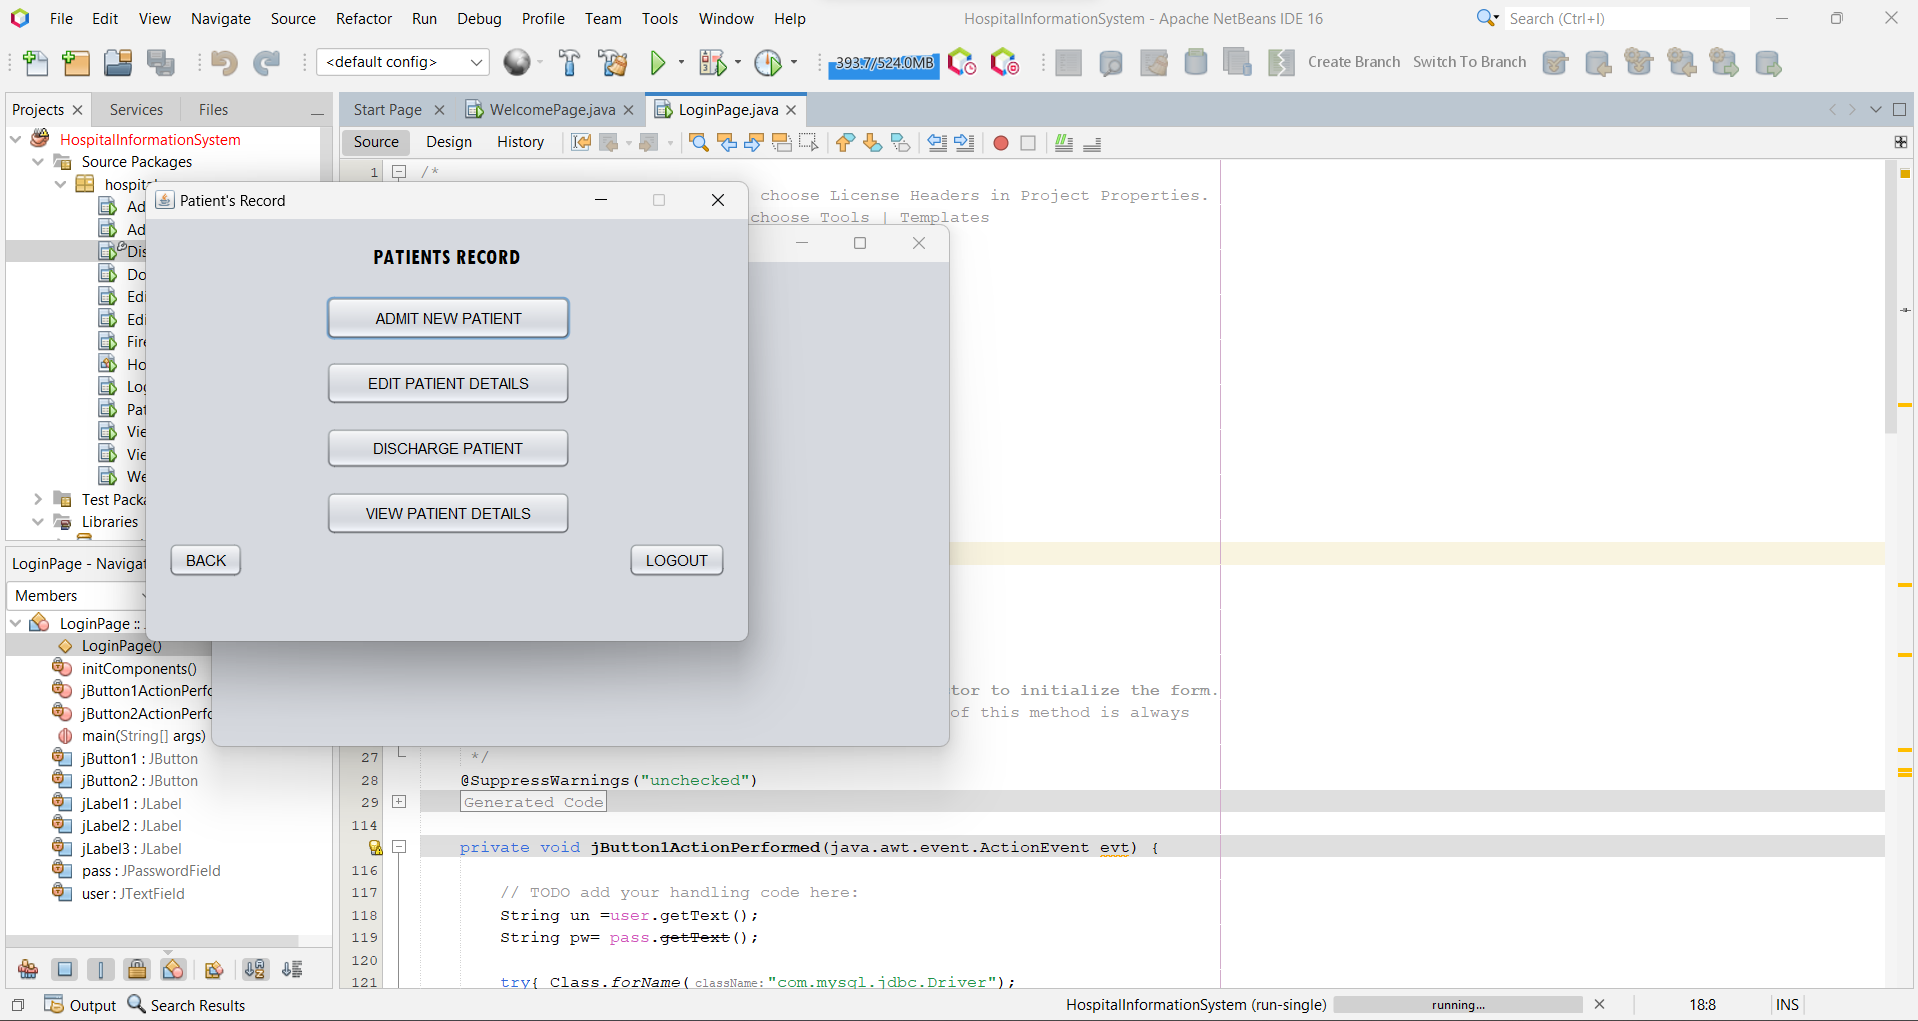 File Edit View Navigate Source Refactor Run Debug Profile Team Tools Window Help
HospitalInformationSystem - Apache NetBeans IDE 16
Search (Ctrl+I)
<default config>
393.7/524.0MB
Create Branch Switch To Branch
Projects Services Files
Start Page WelcomePage.java LoginPage.java
Source Design History
HospitalInformationSystem
Source Packages
hospita
Ad
Ad
Dis
Do
Edi
Edi
Fire
Ho
Log
Pat
Vie
Vie
We
Test Packa
Libraries
1 /*
choose License Headers in Project Properties.
choose Tools | Templates
Patient's Record
PATIENTS RECORD
ADMIT NEW PATIENT
EDIT PATIENT DETAILS
DISCHARGE PATIENT
VIEW PATIENT DETAILS
BACK LOGOUT
LoginPage - Navigat
Members
LoginPage :: 
LoginPage()
initComponents()
jButton1ActionPerfo
jButton2ActionPerfo
main(String[] args)
jButton1 : JButton
jButton2 : JButton
jLabel1 : JLabel
jLabel2 : JLabel
jLabel3 : JLabel
pass : JPasswordField
user : JTextField
tor to initialize the form.
of this method is always
27 */
28 @SuppressWarnings("unchecked")
29 Generated Code
114
private void jButton1ActionPerformed(java.awt.event.ActionEvent evt) {
116
117 // TODO add your handling code here:
118 String un =user.getText();
119 String pw= pass.getText();
120
121 try{ Class.forName( className: "com.mysql.jdbc.Driver");
Output Search Results
HospitalInformationSystem (run-single) running... 18:8 INS